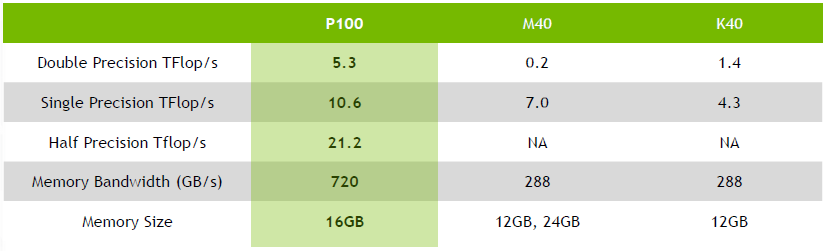 P100 M40 K40
Double Precision TFlop/s 5.3 0.2 1.4
Single Precision TFlop/s 10.6 7.0 4.3
Half Precision Tflop/s 21.2 NA NA
Memory Bandwidth (GB/s) 720 288 288
Memory Size 16GB 12GB, 24GB 12GB